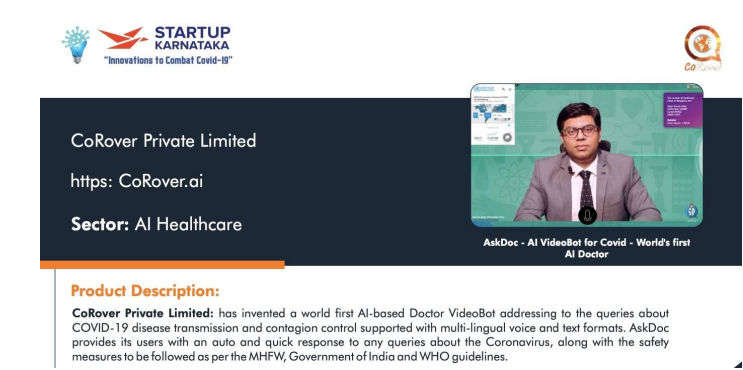 STARTUP
KARNATAKA
"Innovations to Combat Covid-19"
CoRover
CoRover Private Limited
https: CoRover.ai
Sector: AI Healthcare
AskDoc - AI VideoBot for Covid - World's first
AI Doctor
Product Description:
CoRover Private Limited: has invented a world first AI-based Doctor VideoBot addressing to the queries about
COVID-19 disease transmission and contagion control supported with multi-lingual voice and text formats. AskDoc
provides its users with an auto and quick response to any queries about the Coronavirus, along with the safety
measures to be followed as per the MHFW, Government of India and WHO guidelines.